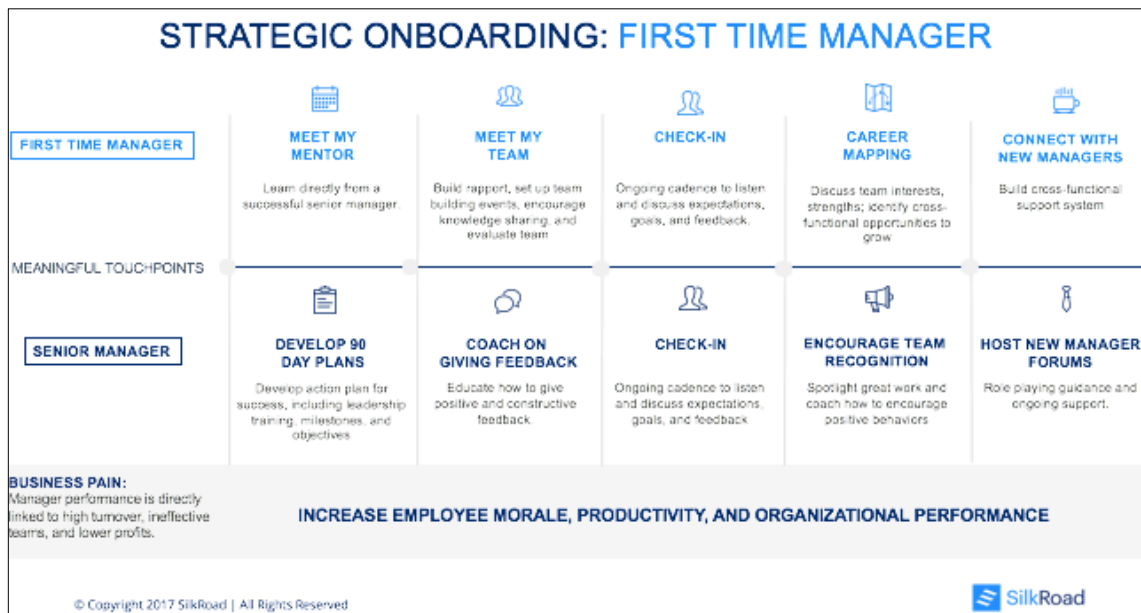 STRATEGIC ONBOARDING: FIRST TIME MANAGER
FIRST TIME MANAGER
MEET MY
MENTOR
Learn directly from a
successful senior manager.
MEET MY
TEAM
Build rapport, set up team
building events, encourage
knowledge sharing, and
evaluate team
CHECK-IN
Ongoing cadence to listen
and discuss expectations,
goals, and feedback.
CAREER
MAPPING
Discuss team interests,
strengths; identify cross-
functional opportunities to
grow
CONNECT WITH
NEW MANAGERS
Build cross-functional
support system
MEANINGFUL TOUCHPOINTS
SENIOR MANAGER
DEVELOP 90
DAY PLANS
Develop action plan for
success, including leadership
training, milestones, and
objectives
COACH ON
GIVING FEEDBACK
Educate how to give
positive and constructive
feedback.
CHECK-IN
Ongoing cadence to listen
and discuss expectations,
goals, and feedback
ENCOURAGE TEAM
RECOGNITION
Spotlight great work and
coach how to encourage
positive behaviors
HOST NEW MANAGER
FORUMS
Role playing guidance and
ongoing support.
BUSINESS PAIN:
Manager performance is directly
linked to high turnover, ineffective
teams, and lower profits.
INCREASE EMPLOYEE MORALE, PRODUCTIVITY, AND ORGANIZATIONAL PERFORMANCE
© Copyright 2017 SilkRoad | All Rights Reserved
SilkRoad